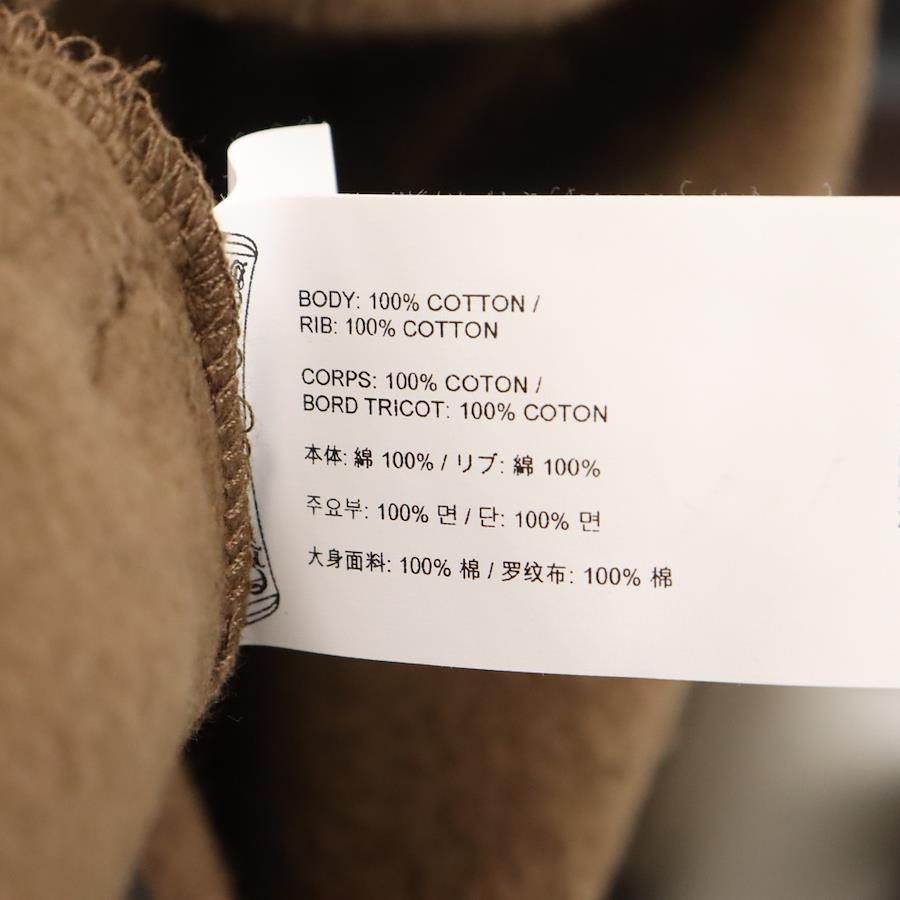 BODY: 100% COTTON /
RIB: 100% COTTON
CORPS: 100% COTON /
BORD TRICOT: 100% COTON
本体: 綿 100% / リブ: 綿 100%
주요부: 100% 면 / 단: 100% 면
大身面料: 100% 棉 / 罗纹布: 100% 棉